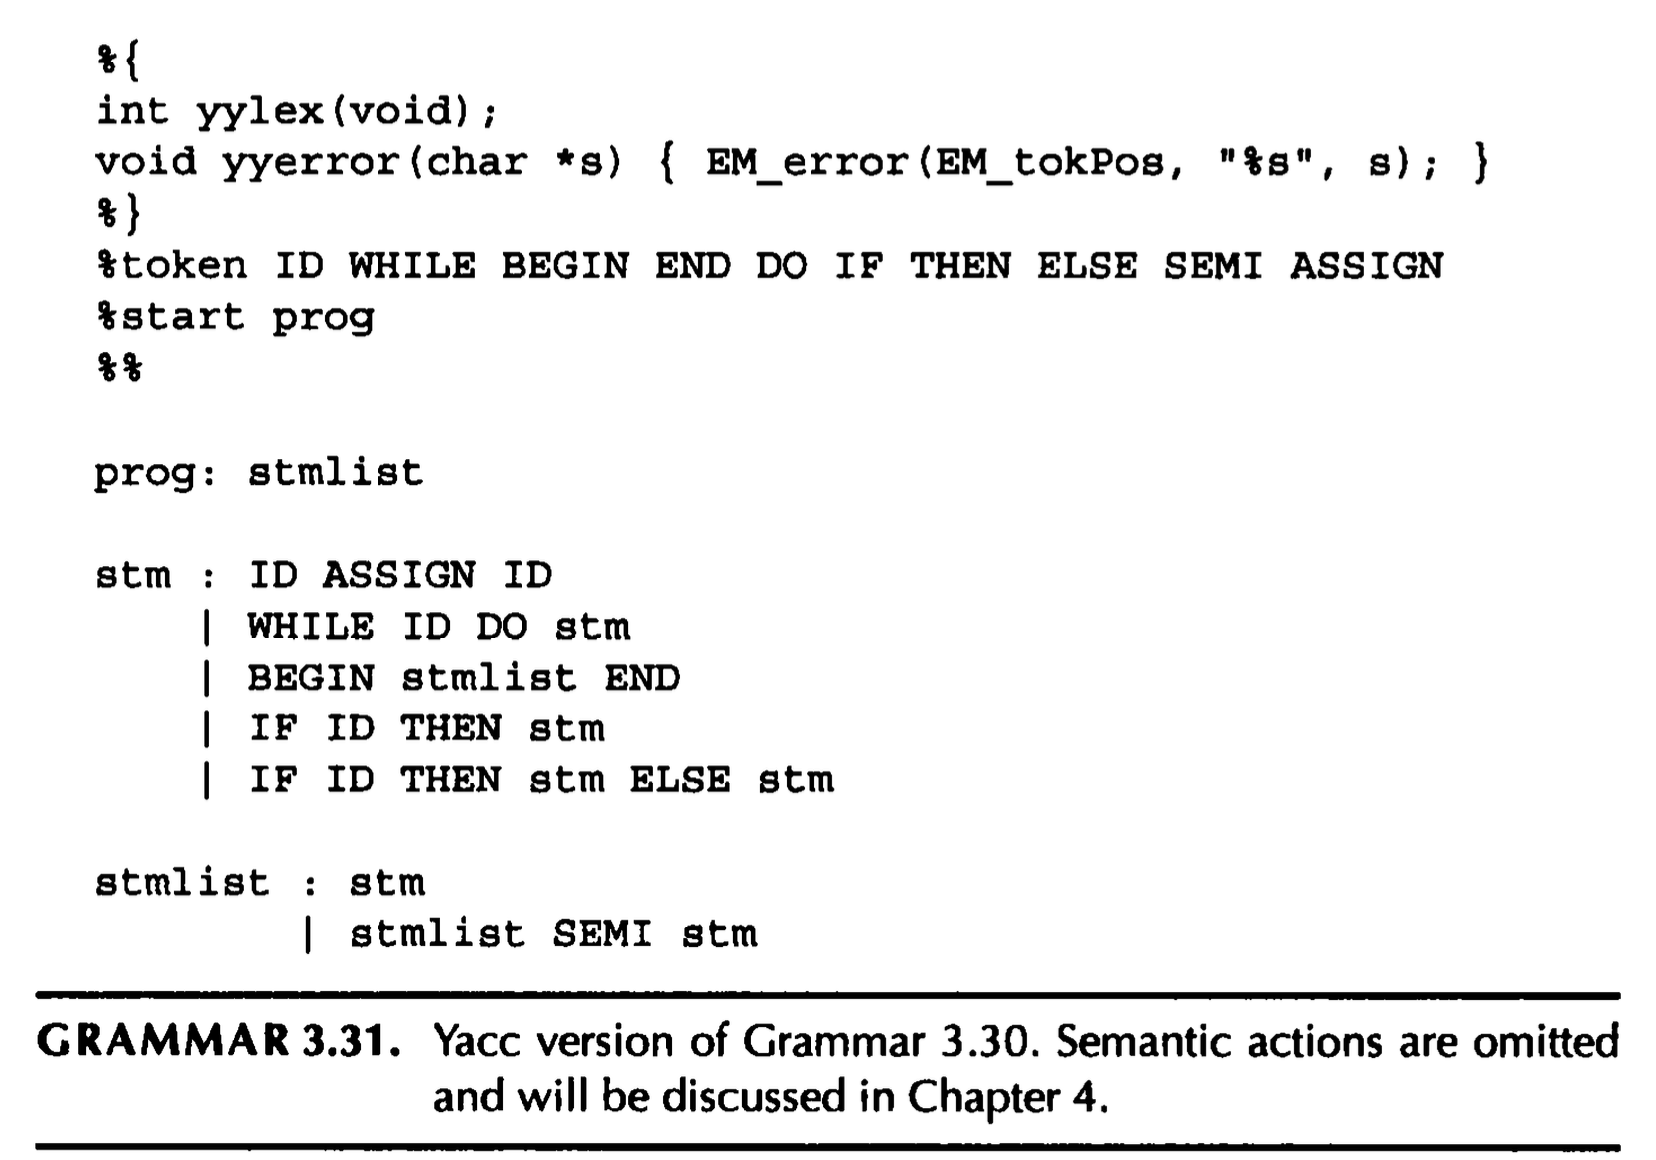 %{
int yylex(void);
void yyerror(char *s) { EM_error(EM_tokPos, "%s", s); }
%}
%token ID WHILE BEGIN END DO IF THEN ELSE SEMI ASSIGN
%start prog
%%
prog: stmlist
stm : ID ASSIGN ID
| WHILE ID DO stm
| BEGIN stmlist END
| IF ID THEN stm
| IF ID THEN stm ELSE stm
stmlist : stm
| stmlist SEMI stm
GRAMMAR 3.31. Yacc version of Grammar 3.30. Semantic actions are omitted
and will be discussed in Chapter 4.